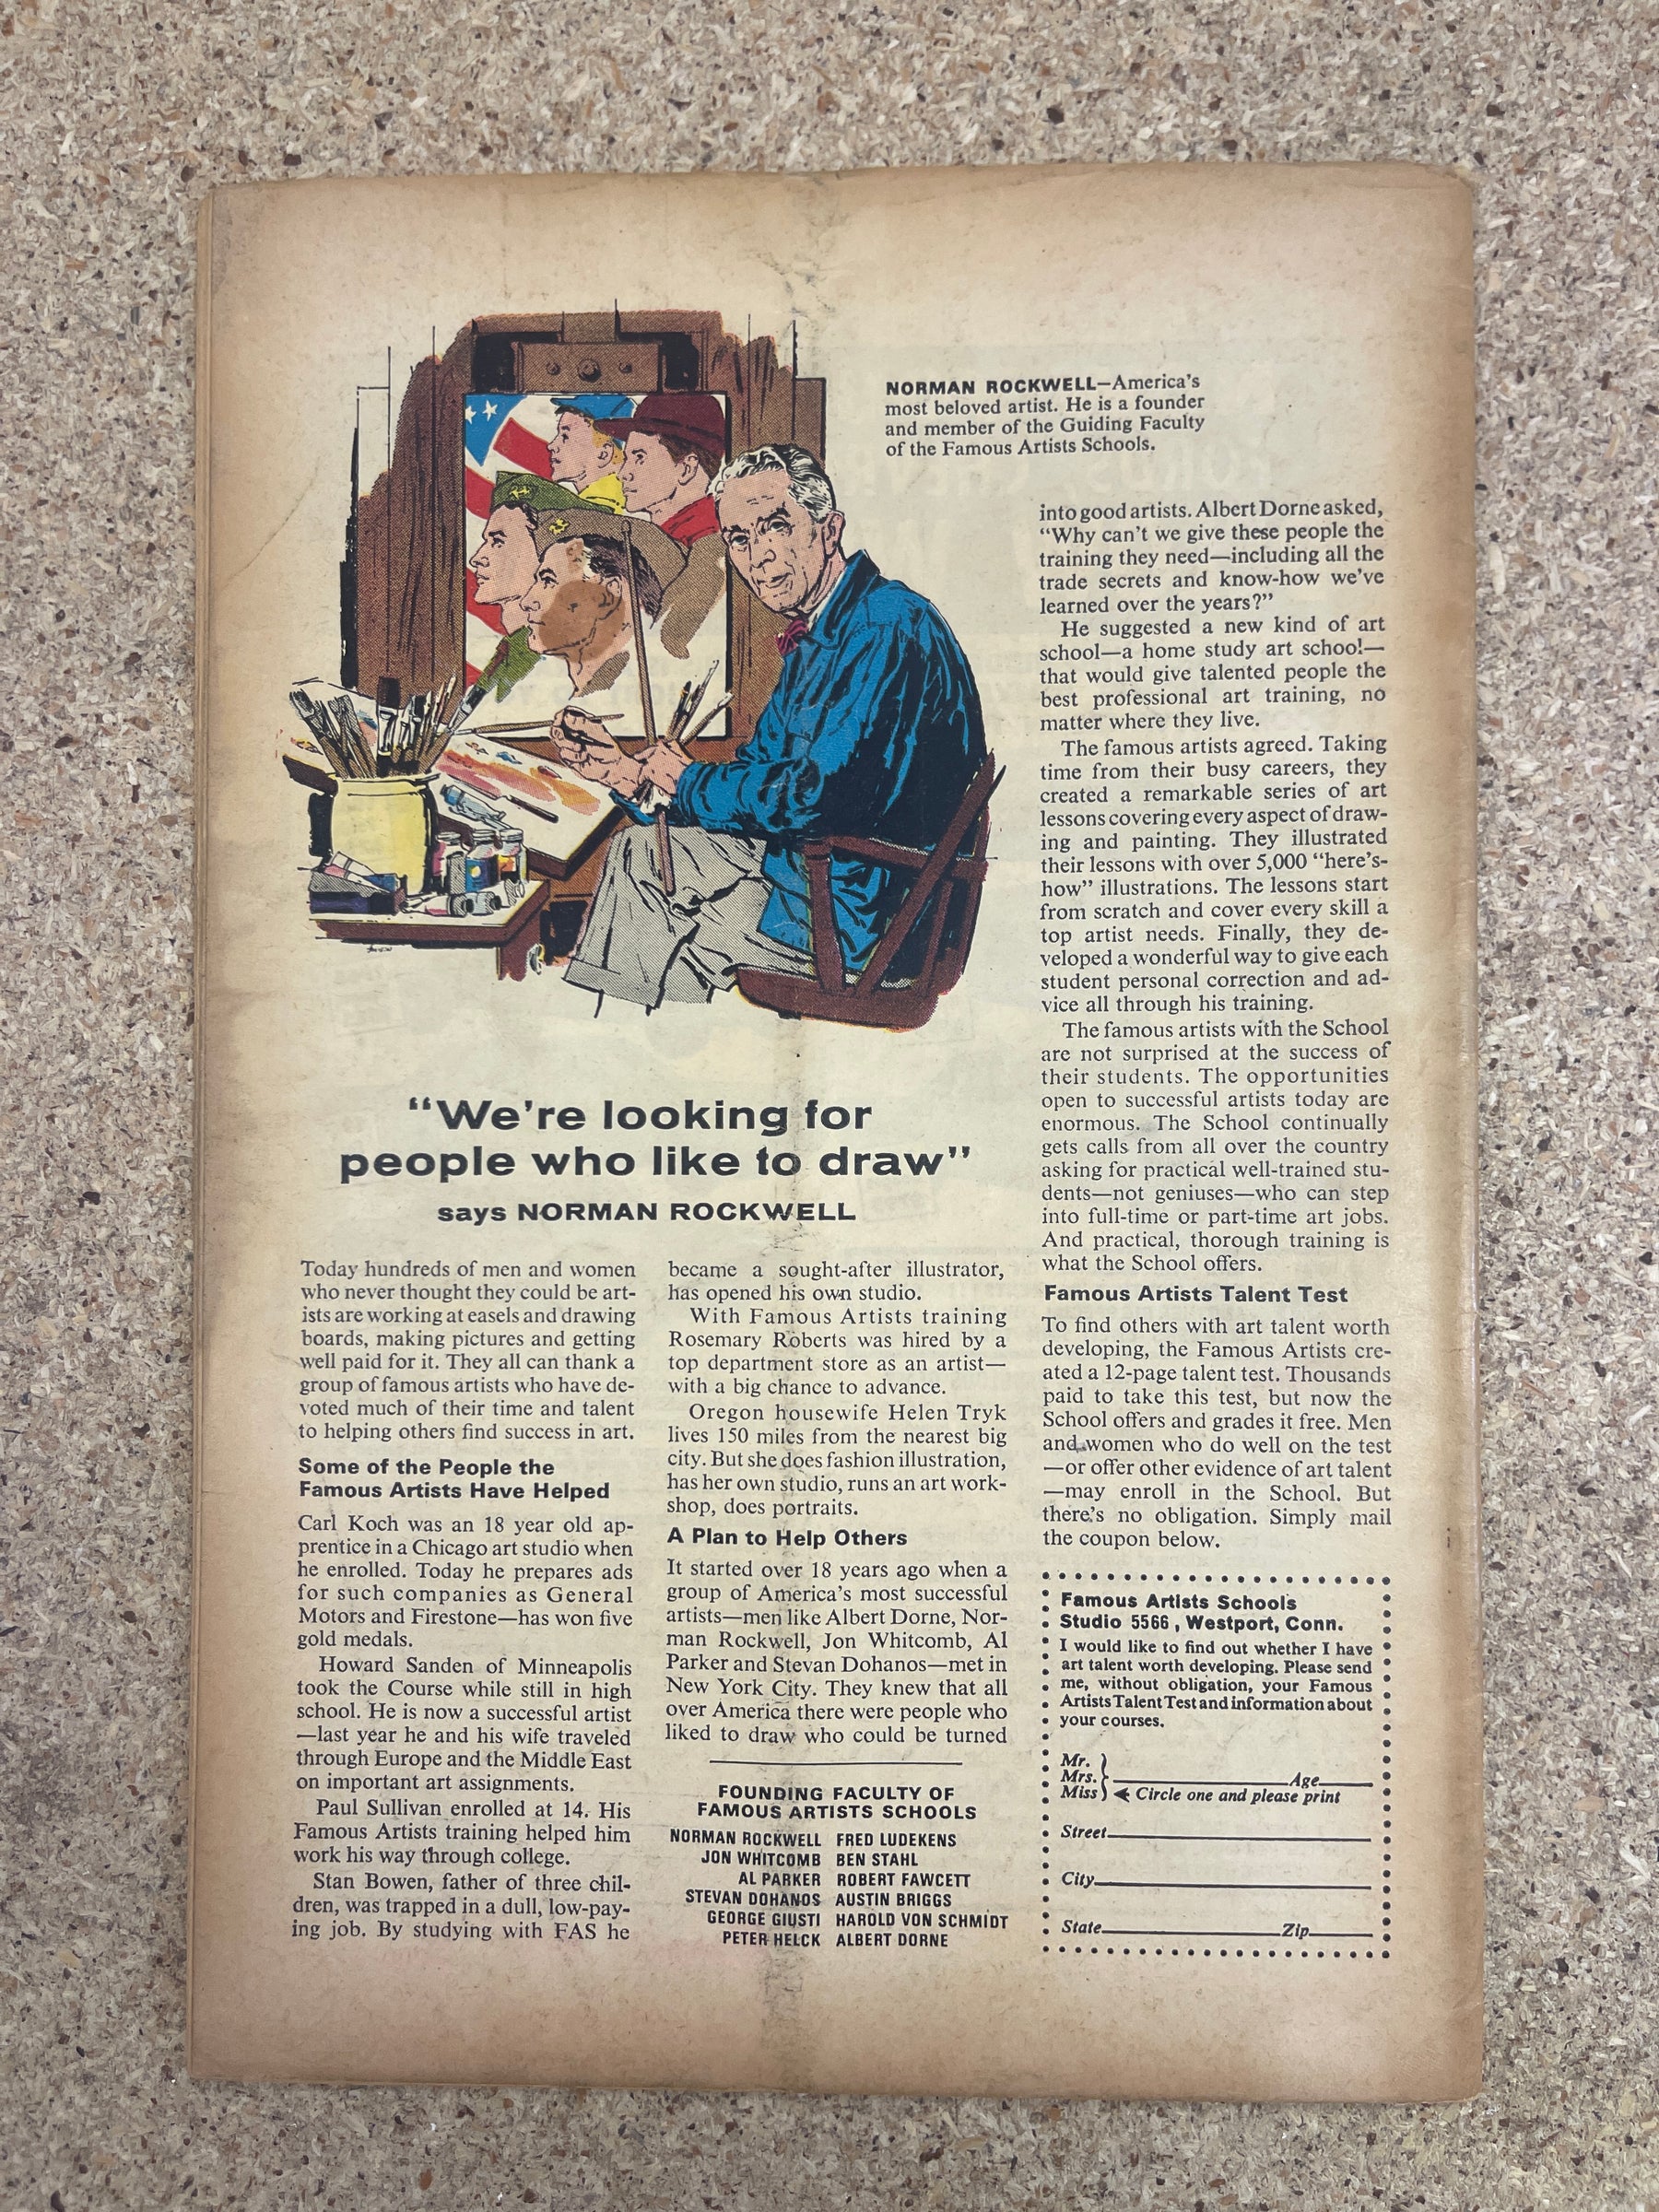 NORMAN ROCKWELL—America's
most beloved artist. He is a founder
and member of the Guiding Faculty
of the Famous Artists Schools.
"We're looking for
people who like to draw"
says NORMAN ROCKWELL
Today hundreds of men and women
who never thought they could be art-
ists are working at easels and drawing
boards, making pictures and getting
well paid for it. They all can thank a
group of famous artists who have de-
voted much of their time and talent
to helping others find success in art.
Some of the People the
Famous Artists Have Helped
Carl Koch was an 18 year old ap-
prentice in a Chicago art studio when
he enrolled. Today he prepares ads
for such companies as General
Motors and Firestone—has won five
gold medals.
Howard Sanden of Minneapolis
took the Course while still in high
school. He is now a successful artist
—last year he and his wife traveled
through Europe and the Middle East
on important art assignments.
Paul Sullivan enrolled at 14. His
Famous Artists training helped him
work his way through college.
Stan Bowen, father of three chil-
dren, was trapped in a dull, low-pay-
ing job. By studying with FAS he
became a sought-after illustrator,
has opened his own studio.
With Famous Artists training
Rosemary Roberts was hired by a
top department store as an artist—
with a big chance to advance.
Oregon housewife Helen Tryk
lives 150 miles from the nearest big
city. But she does fashion illustration,
has her own studio, runs an art work-
shop, does portraits.
A Plan to Help Others
It started over 18 years ago when a
group of America's most successful
artists—men like Albert Dorne, Nor-
man Rockwell, Jon Whitcomb, Al
Parker and Stevan Dohanos—met in
New York City. They knew that all
over America there were people who
liked to draw who could be turned
into good artists. Albert Dorne asked,
"Why can't we give these people the
training they need—including all the
trade secrets and know-how we've
learned over the years?"
He suggested a new kind of art
school—a home study art school—
that would give talented people the
best professional art training, no
matter where they live.
The famous artists agreed. Taking
time from their busy careers, they
created a remarkable series of art
lessons covering every aspect of draw-
ing and painting. They illustrated
their lessons with over 5,000 "here's-
how" illustrations. The lessons start
from scratch and cover every skill a
top artist needs. Finally, they de-
veloped a wonderful way to give each
student personal correction and ad-
vice all through his training.
The famous artists with the School
are not surprised at the success of
their students. The opportunities
open to successful artists today are
enormous. The School continually
gets calls from all over the country
asking for practical well-trained stu-
dents—not geniuses—who can step
into full-time or part-time art jobs.
And practical, thorough training is
what the School offers.
Famous Artists Talent Test
To find others with art talent worth
developing, the Famous Artists cre-
ated a 12-page talent test. Thousands
paid to take this test, but now the
School offers and grades it free. Men
and women who do well on the test
—or offer other evidence of art talent
—may enroll in the School. But
there's no obligation. Simply mail
the coupon below.
FOUNDING FACULTY OF
FAMOUS ARTISTS SCHOOLS
NORMAN ROCKWELL FRED LUDEKENS
JON WHITCOMB BEN STAHL
AL PARKER ROBERT FAWCETT
STEVAN DOHANOS AUSTIN BRIGGS
GEORGE GIUSTI HAROLD VON SCHMIDT
PETER HELCK ALBERT DORNE
Famous Artists Schools
Studio 5566, Westport, Conn.
I would like to find out whether I have
art talent worth developing. Please send
me, without obligation, your Famous
Artists Talent Test and information about
your courses.
Mr.
Mrs. Age
Miss Circle one and please print
Street
City
State Zip